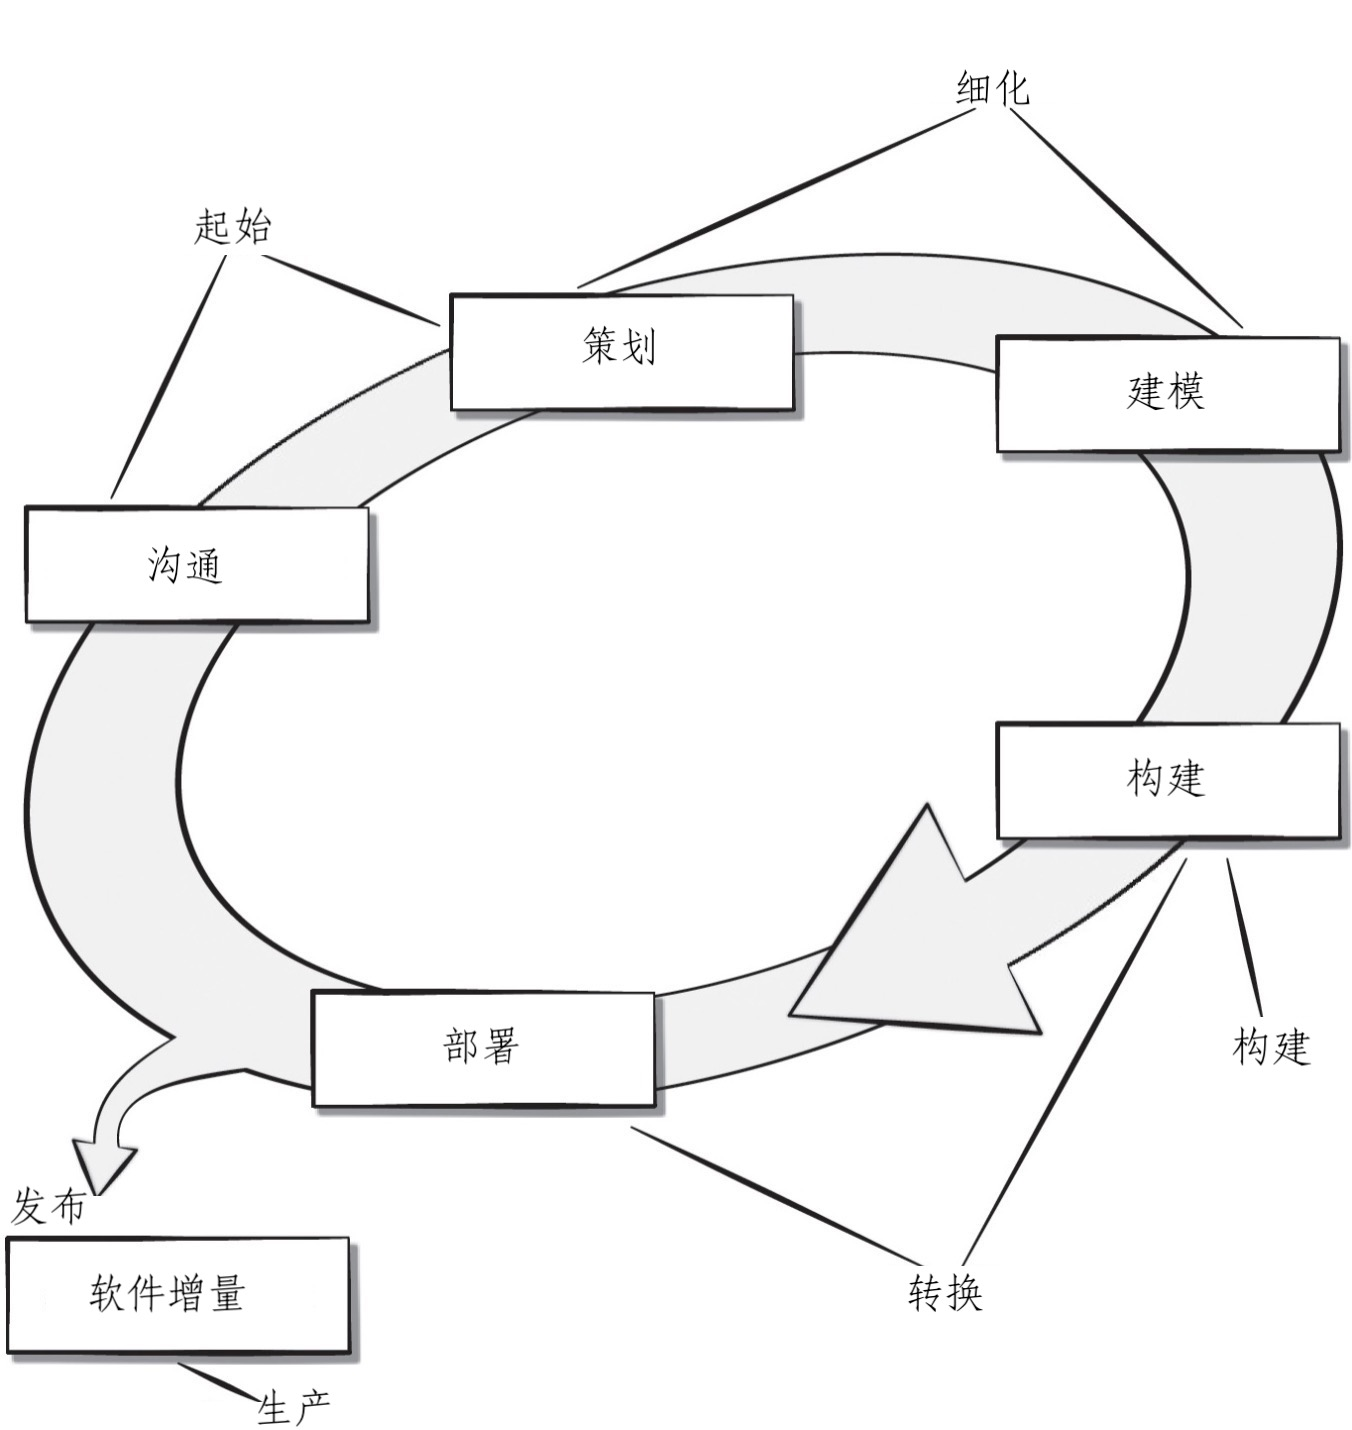 细化
起始
策划
建模
沟通
构建
部署
构建
发布
软件增量
转换
生产